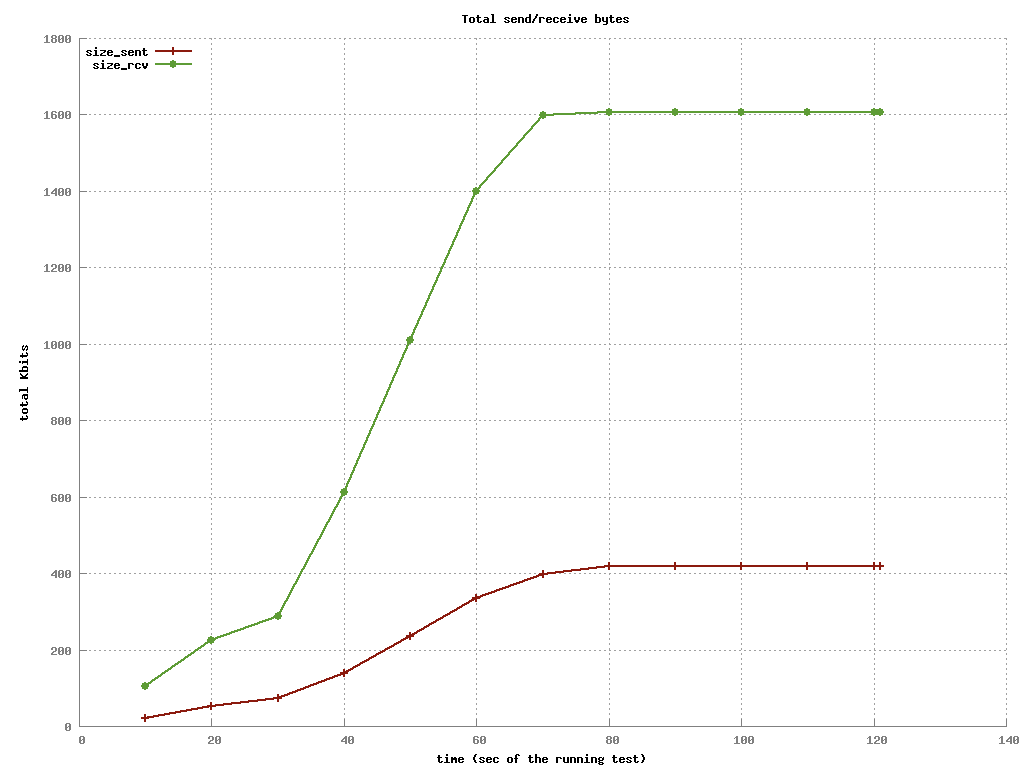 Total send/receive bytes
1800
size_sent
size_rcv
1600
1400
1200
1000
total Kbits
800
600
400
200
0
0 20 40 60 80 100 120 140
time (sec of the running test)